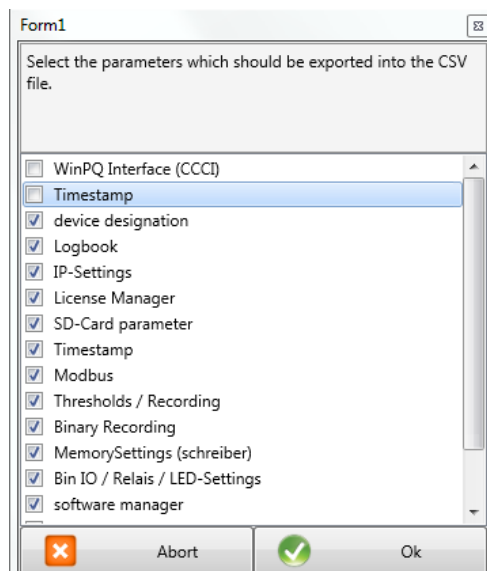 Form1
Select the parameters which should be exported into the CSV
file.
WinPQ Interface (CCCI)
Timestamp
device designation
Logbook
IP-Settings
License Manager
SD-Card parameter
Timestamp
Modbus
Thresholds / Recording
Binary Recording
MemorySettings (schreiber)
Bin IO / Relais / LED-Settings
software manager
Abort
Ok